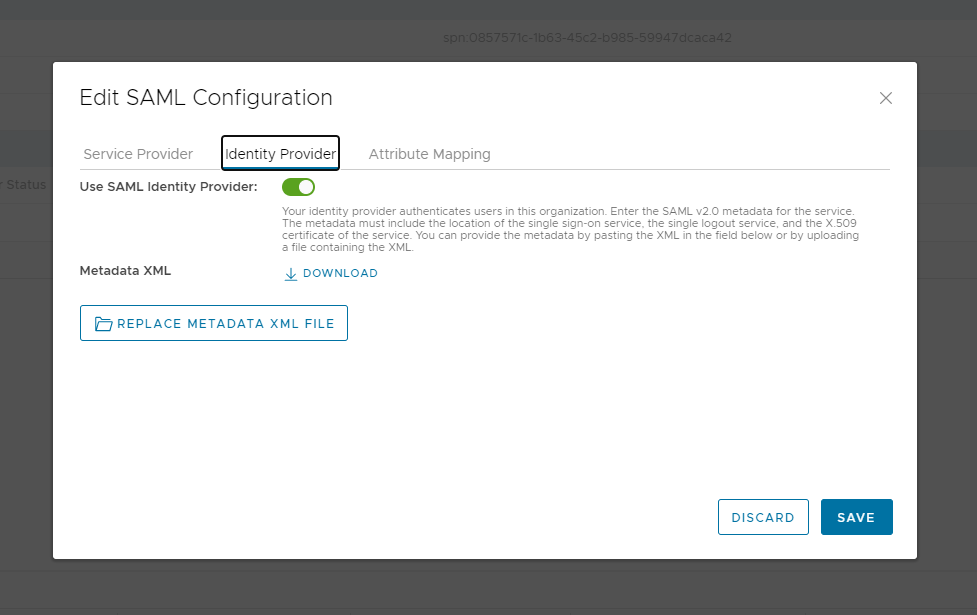 spn:0857571c-1b63-45c2-b985-59947dcaca42
Edit SAML Configuration
Service Provider
Identity Provider
Attribute Mapping
r Status
Use SAML Identity Provider:
Your identity provider authenticates users in this organization. Enter the SAML v2.0 metadata for the service.
The metadata must include the location of the single sign-on service, the single logout service, and the X.509
certificate of the service. You can provide the metadata by pasting the XML in the field below or by uploading
a file containing the XML.
Metadata XML
DOWNLOAD
REPLACE METADATA XML FILE
DISCARD
SAVE